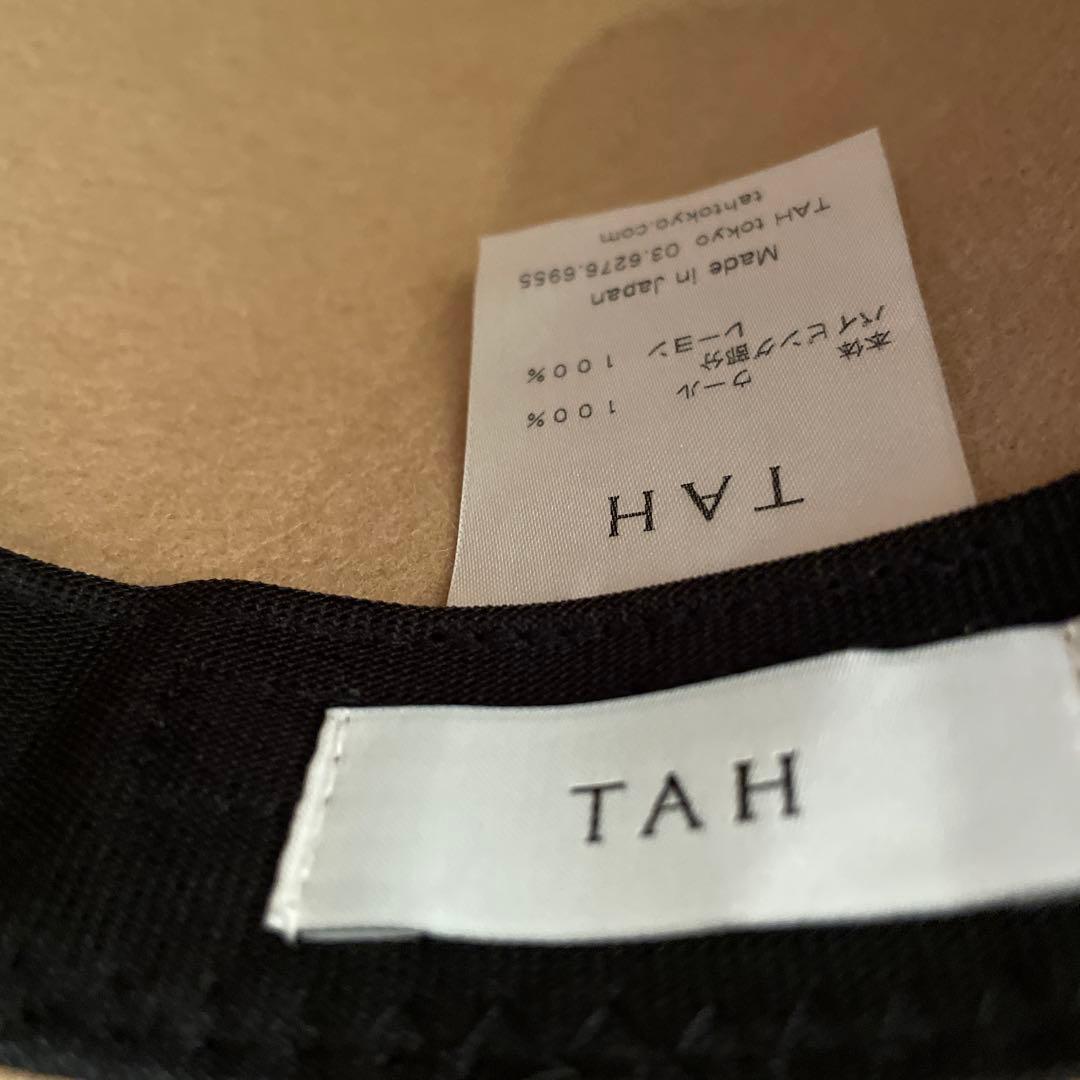 TAH
本体 ウール 100%
パイピング部分
レーヨン 100%
Made in Japan
TAH tokyo 03.6276.6955
tahtokyo.com
TAH